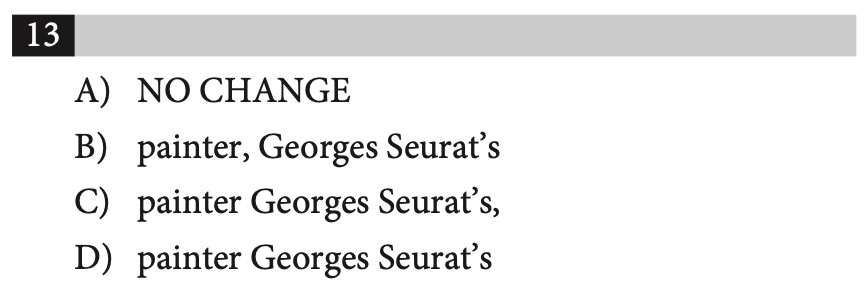 13
A) NO CHANGE
B) painter, Georges Seurat’s
C) painter Georges Seurat’s,
D) painter Georges Seurat’s